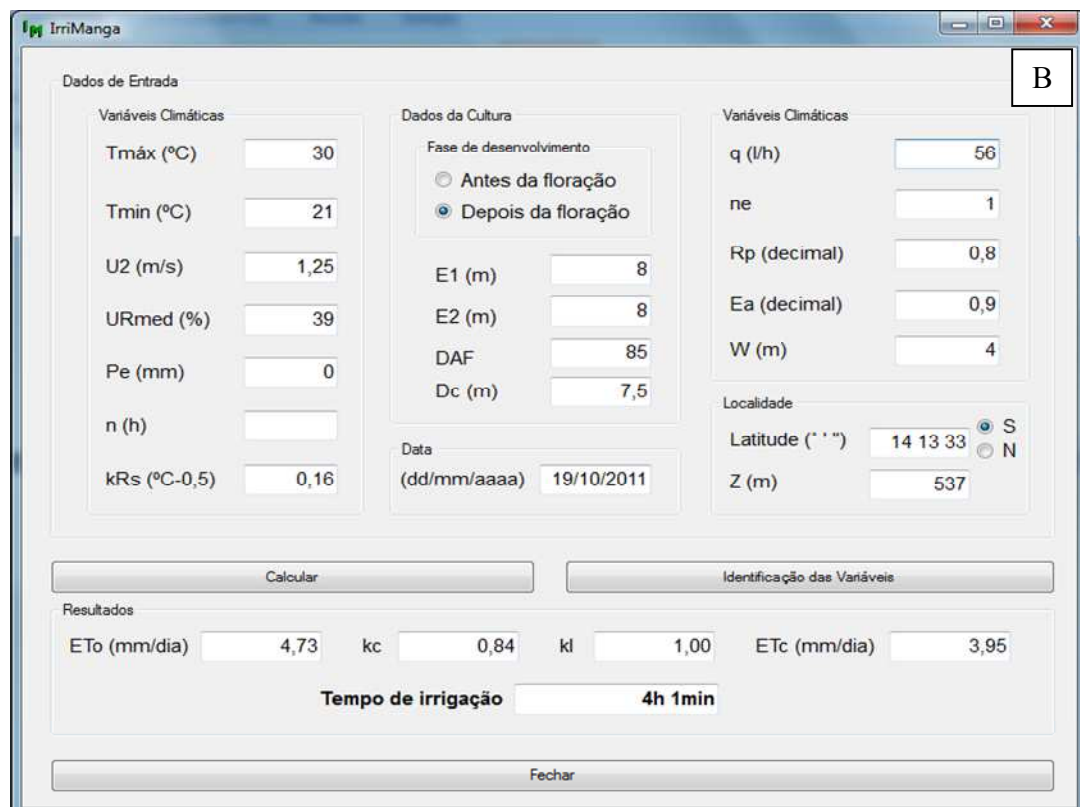 IrriManga
B
Dados de Entrada
Variáveis Climáticas
Tmáx (ºC) 30
Tmin (ºC) 21
U2 (m/s) 1,25
URmed (%) 39
Pe (mm) 0
n (h)
kRs (ºC-0,5) 0,16
Dados da Cultura
Fase de desenvolvimento
Antes da floração
Depois da floração
E1 (m) 8
E2 (m) 8
DAF 85
Dc (m) 7,5
Data
(dd/mm/aaaa) 19/10/2011
Variáveis Climáticas
q (l/h) 56
ne 1
Rp (decimal) 0,8
Ea (decimal) 0,9
W (m) 4
Localidade
Latitude (° ' ") 14 13 33 S
N
Z (m) 537
Calcular
Identificação das Variáveis
Resultados
ETo (mm/dia) 4,73 kc 0,84 kl 1,00 ETc (mm/dia) 3,95
Tempo de irrigação 4h 1min
Fechar